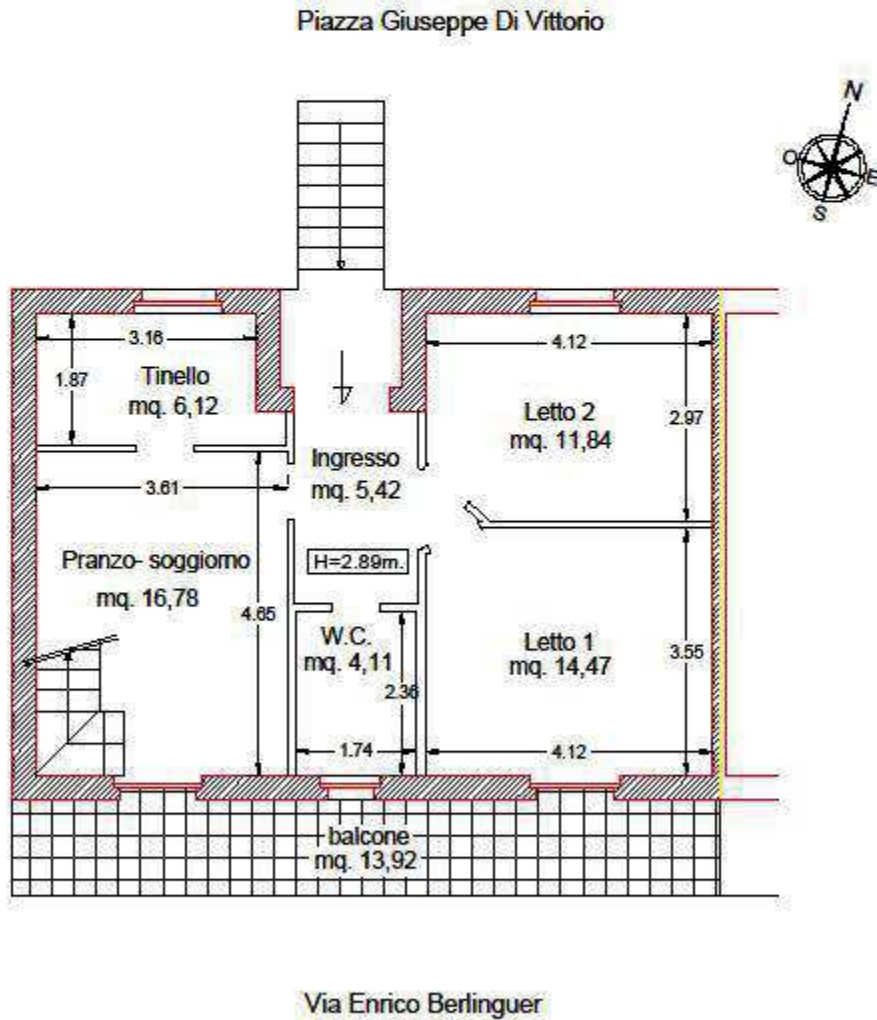 Piazza Giuseppe Di Vittorio
N
O
E
S
3.16
1.87
Tinello
mq. 6,12
4.12
Letto 2
mq. 11,84
2.97
Ingresso
mq. 5,42
3.61
Pranzo- soggiorno
mq. 16,78
4.65
H=2.89m.
W.C.
mq. 4,11
2.36
1.74
Letto 1
mq. 14,47
3.55
4.12
balcone
mq. 13,92
Via Enrico Berlinguer